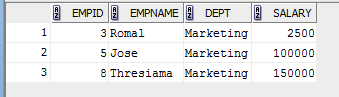 EMPID EMPNAME DEPT SALARY
1 3 Romal Marketing 2500
2 5 Jose Marketing 100000
3 8 Thresiama Marketing 150000